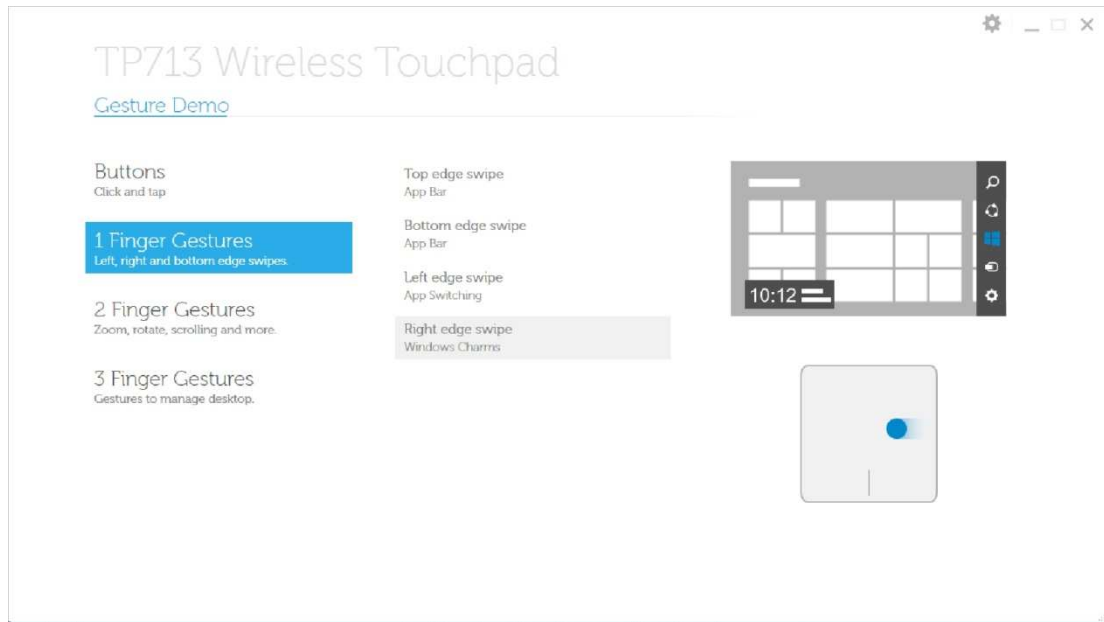 TP713 Wireless Touchpad
Gesture Demo
Buttons
Click and tap
1 Finger Gestures
Left, right and bottom edge swipes.
2 Finger Gestures
Zoom, rotate, scrolling and more.
3 Finger Gestures
Gestures to manage desktop.
Top edge swipe
App Bar
Bottom edge swipe
App Bar
Left edge swipe
App Switching
Right edge swipe
Windows Charms
10:12